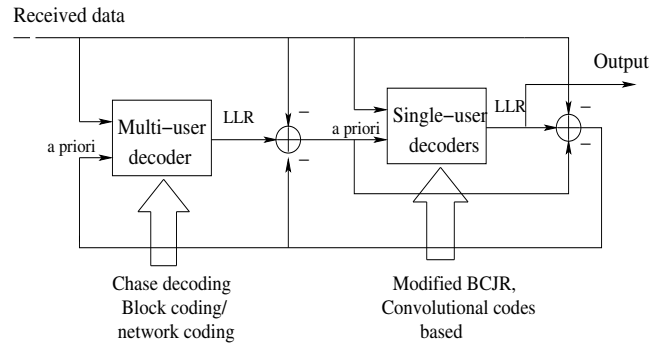 Received data
Output
LLR
LLR
Multi−user
decoder
Single−user
decoders
a priori
a priori
−
−
−
−
Chase decoding
Block coding/
network coding
Modified BCJR,
Convolutional codes
based